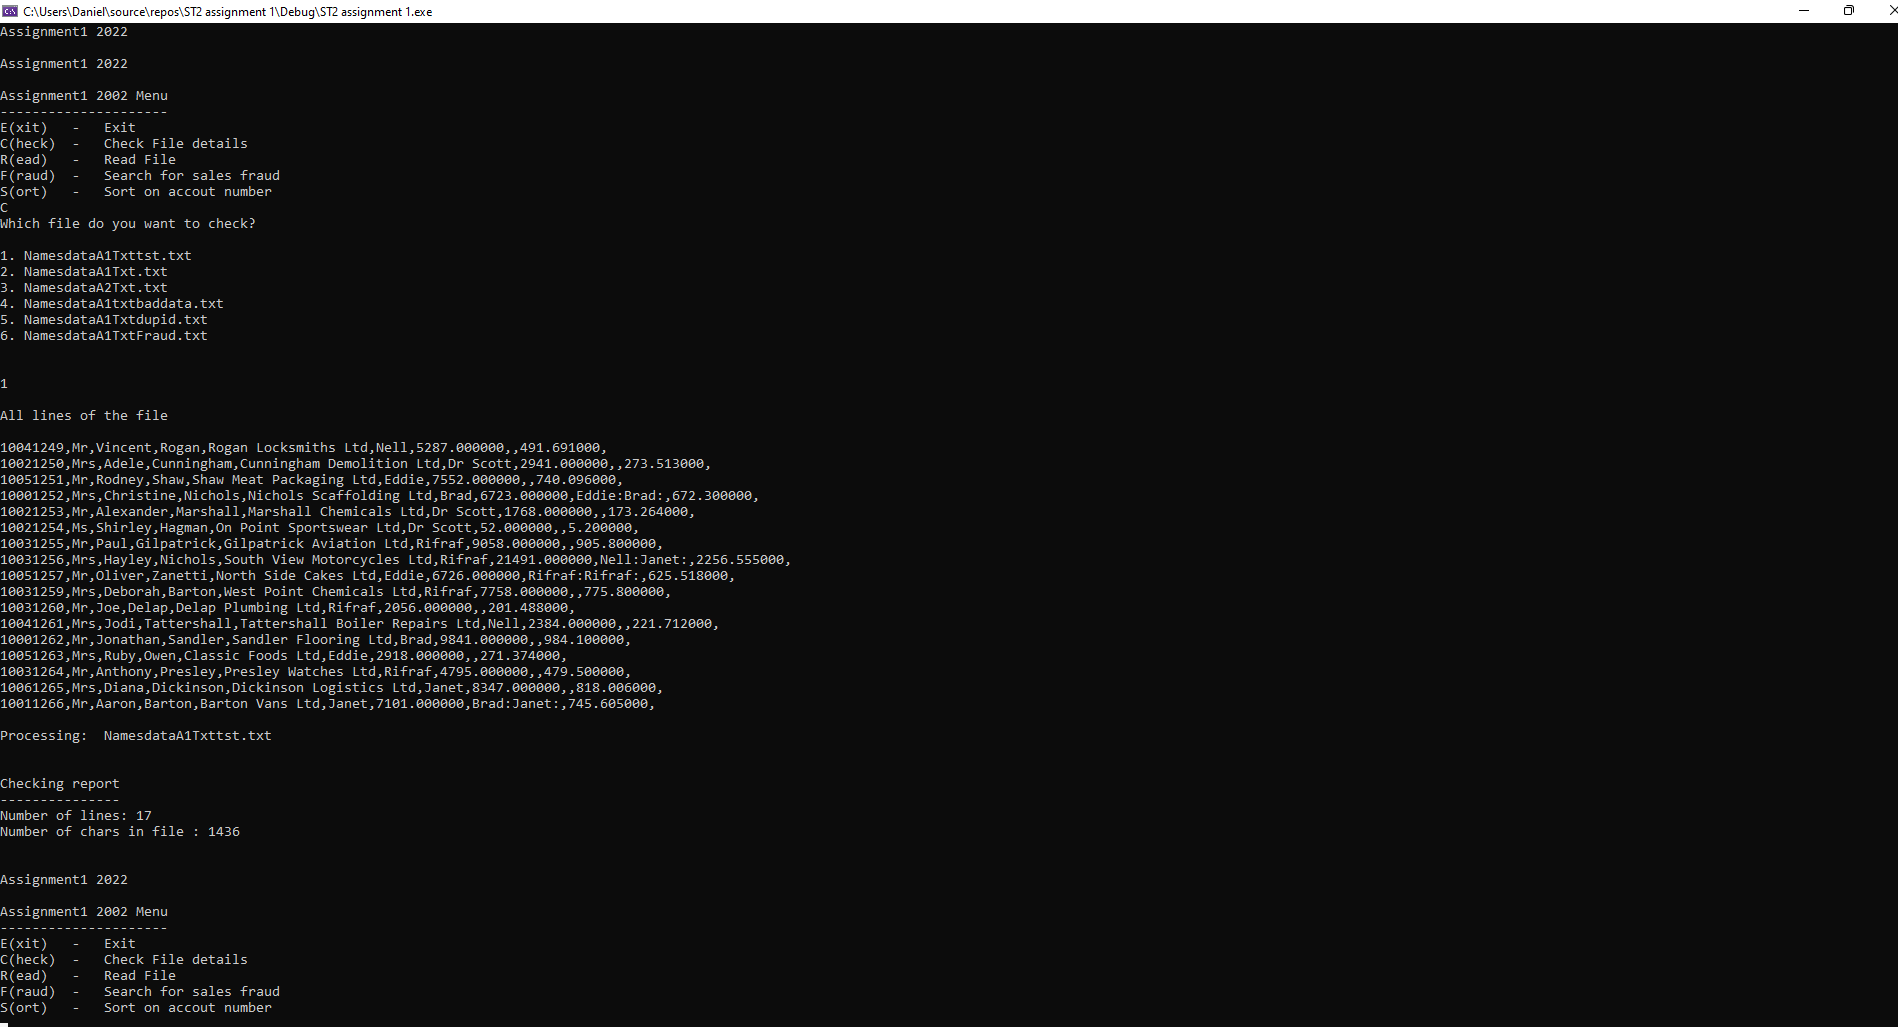 C:\Users\Daniel\source\repos\ST2 assignment 1\Debug\ST2 assignment 1.exe
Assignment1 2022
Assignment1 2022
Assignment1 2002 Menu
---------------------
E(xit)   -   Exit
C(heck)  -   Check File details
R(ead)   -   Read File
F(raud)  -   Search for sales fraud
S(ort)   -   Sort on accout number
C
Which file do you want to check?
1. NamesdataA1Txttst.txt
2. NamesdataA1Txt.txt
3. NamesdataA2Txt.txt
4. NamesdataA1txtbaddata.txt
5. NamesdataA1Txtdupid.txt
6. NamesdataA1TxtFraud.txt
1
All lines of the file
10041249,Mr,Vincent,Rogan,Rogan Locksmiths Ltd,Nell,5287.000000,,491.691000,
10021250,Mrs,Adele,Cunningham,Cunningham Demolition Ltd,Dr Scott,2941.000000,,273.513000,
10051251,Mr,Rodney,Shaw,Shaw Meat Packaging Ltd,Eddie,7552.000000,,740.096000,
10001252,Mrs,Christine,Nichols,Nichols Scaffolding Ltd,Brad,6723.000000,Eddie:Brad:,672.300000,
10021253,Mr,Alexander,Marshall,Marshall Chemicals Ltd,Dr Scott,1768.000000,,173.264000,
10021254,Ms,Shirley,Hagman,On Point Sportswear Ltd,Dr Scott,52.000000,,5.200000,
10031255,Mr,Paul,Gilpatrick,Gilpatrick Aviation Ltd,Rifraf,9058.000000,,905.800000,
10031256,Mrs,Hayley,Nichols,South View Motorcycles Ltd,Rifraf,21491.000000,Nell:Janet:,2256.555000,
10051257,Mr,Oliver,Zanetti,North Side Cakes Ltd,Eddie,6726.000000,Rifraf:Rifraf:,625.518000,
10031259,Mrs,Deborah,Barton,West Point Chemicals Ltd,Rifraf,7758.000000,,775.800000,
10031260,Mr,Joe,Delap,Delap Plumbing Ltd,Rifraf,2056.000000,,201.488000,
10041261,Mrs,Jodi,Tattershall,Tattershall Boiler Repairs Ltd,Nell,2384.000000,,221.712000,
10001262,Mr,Jonathan,Sandler,Sandler Flooring Ltd,Brad,9841.000000,,984.100000,
10051263,Mrs,Ruby,Owen,Classic Foods Ltd,Eddie,2918.000000,,271.374000,
10031264,Mr,Anthony,Presley,Presley Watches Ltd,Rifraf,4795.000000,,479.500000,
10061265,Mrs,Diana,Dickinson,Dickinson Logistics Ltd,Janet,8347.000000,,818.006000,
10011266,Mr,Aaron,Barton,Barton Vans Ltd,Janet,7101.000000,Brad:Janet:,745.605000,
Processing:  NamesdataA1Txttst.txt
Checking report
---------------
Number of lines: 17
Number of chars in file : 1436
Assignment1 2022
Assignment1 2002 Menu
---------------------
E(xit)   -   Exit
C(heck)  -   Check File details
R(ead)   -   Read File
F(raud)  -   Search for sales fraud
S(ort)   -   Sort on accout number